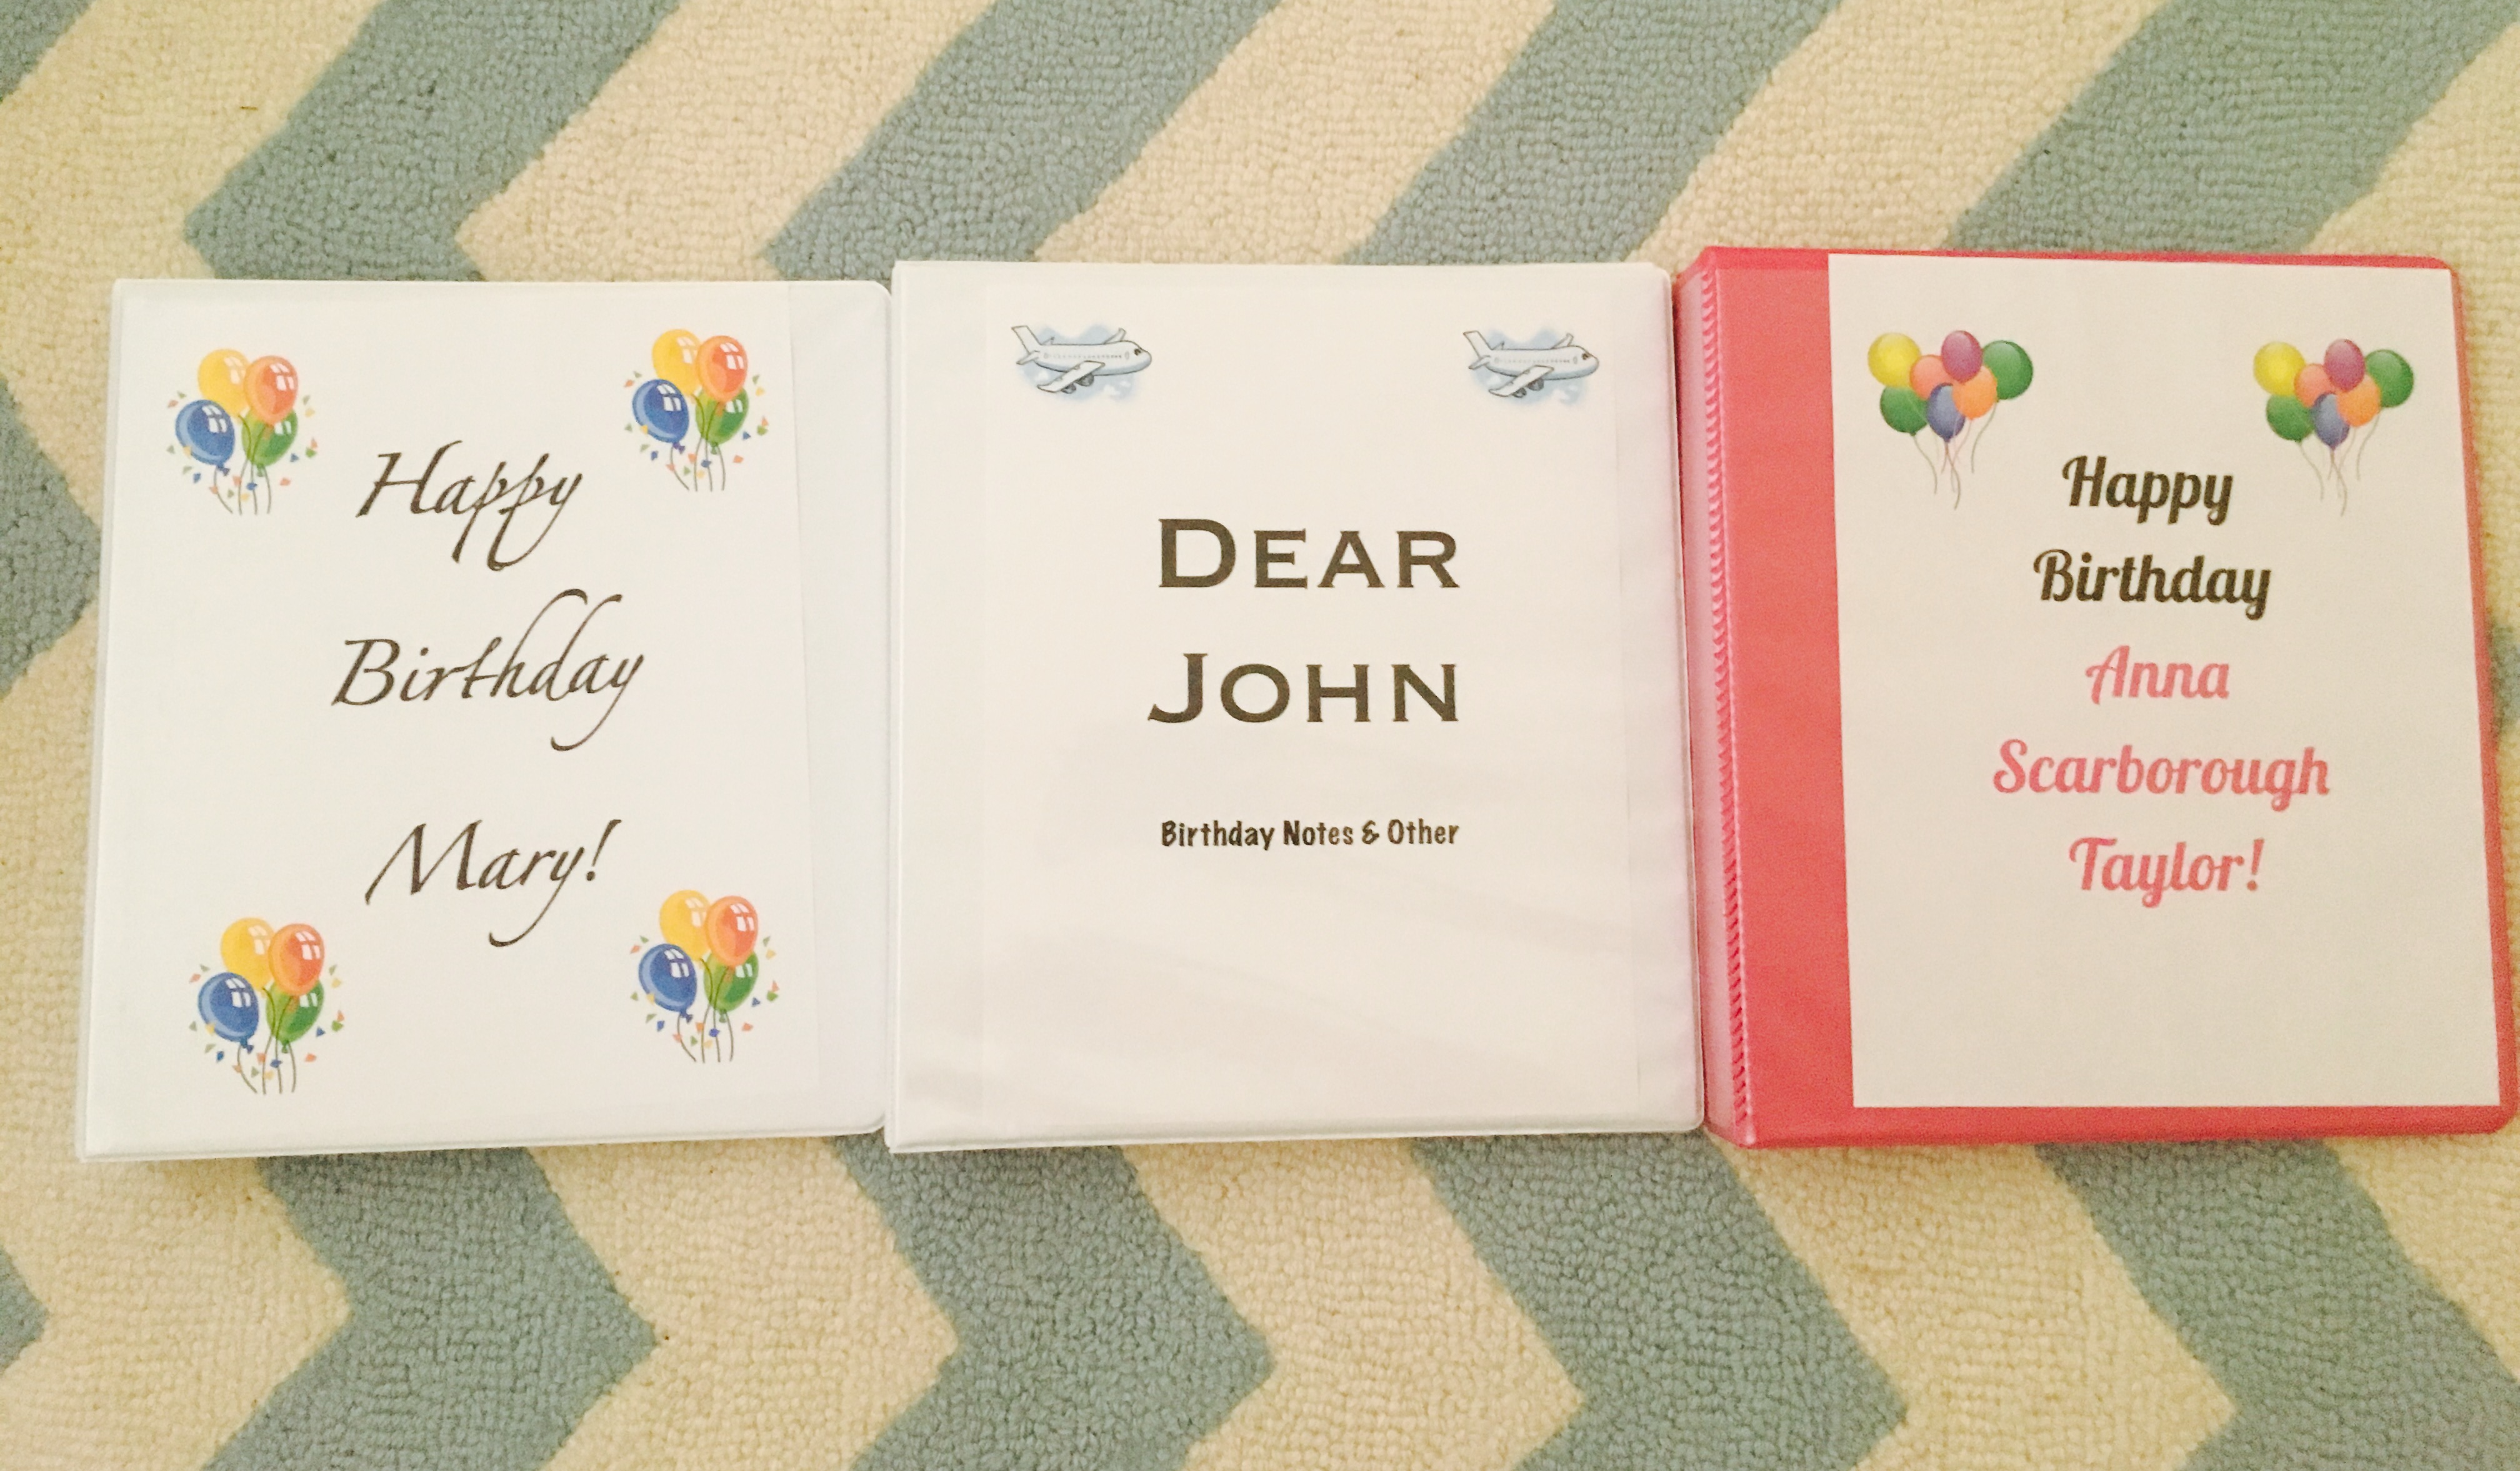 Happy
Birthday
Mary!
DEAR
JOHN
Birthday Notes & Other
Happy
Birthday
Anna
Scarborough
Taylor!